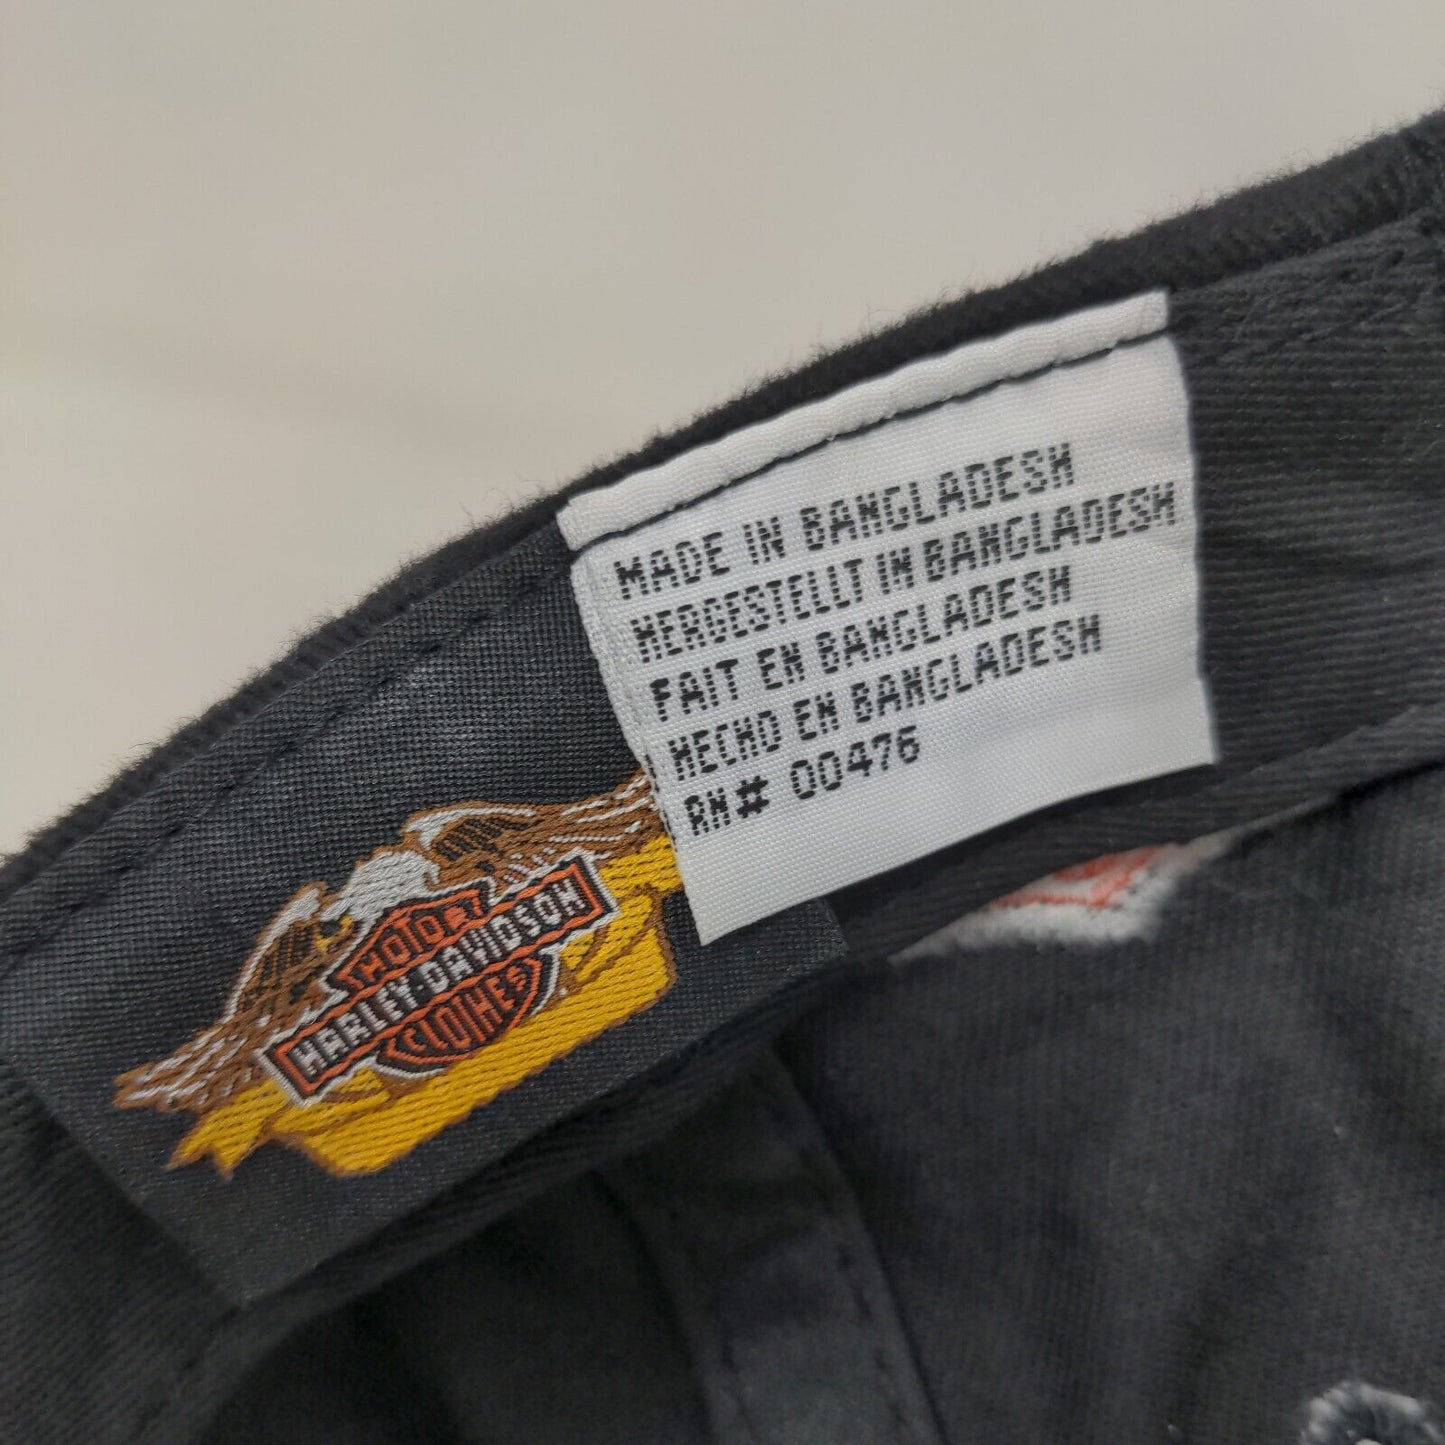 MADE IN BANGLADESH
HERGESTELLT IN BANGLADESH
FAIT EN BANGLADESH
HECHO EN BANGLADESH
RN# 00476
MOTOR
HARLEY-DAVIDSON
CLOTHES